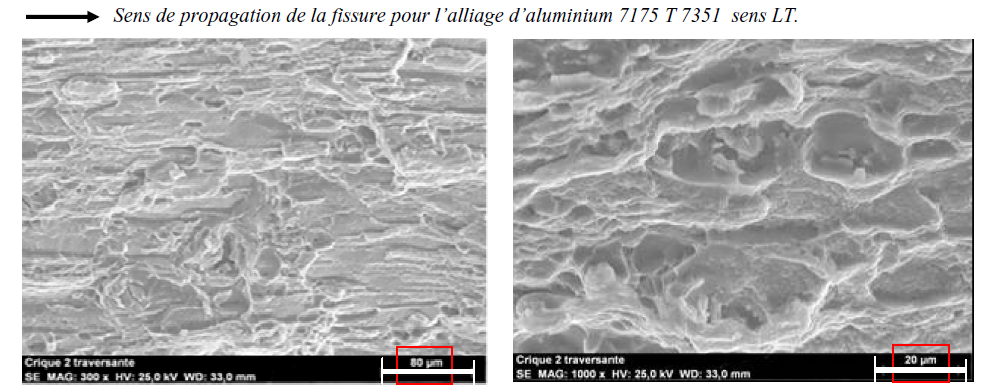 Sens de propagation de la fissure pour l’alliage d’aluminium 7175 T 7351 sens LT.
Crique 2 traversante
80 µm
SE MAG: 300 x HV: 25,0 kV WD: 33,0 mm
Crique 2 traversante
20 µm
SE MAG: 1000 x HV: 25,0 kV WD: 33,0 mm